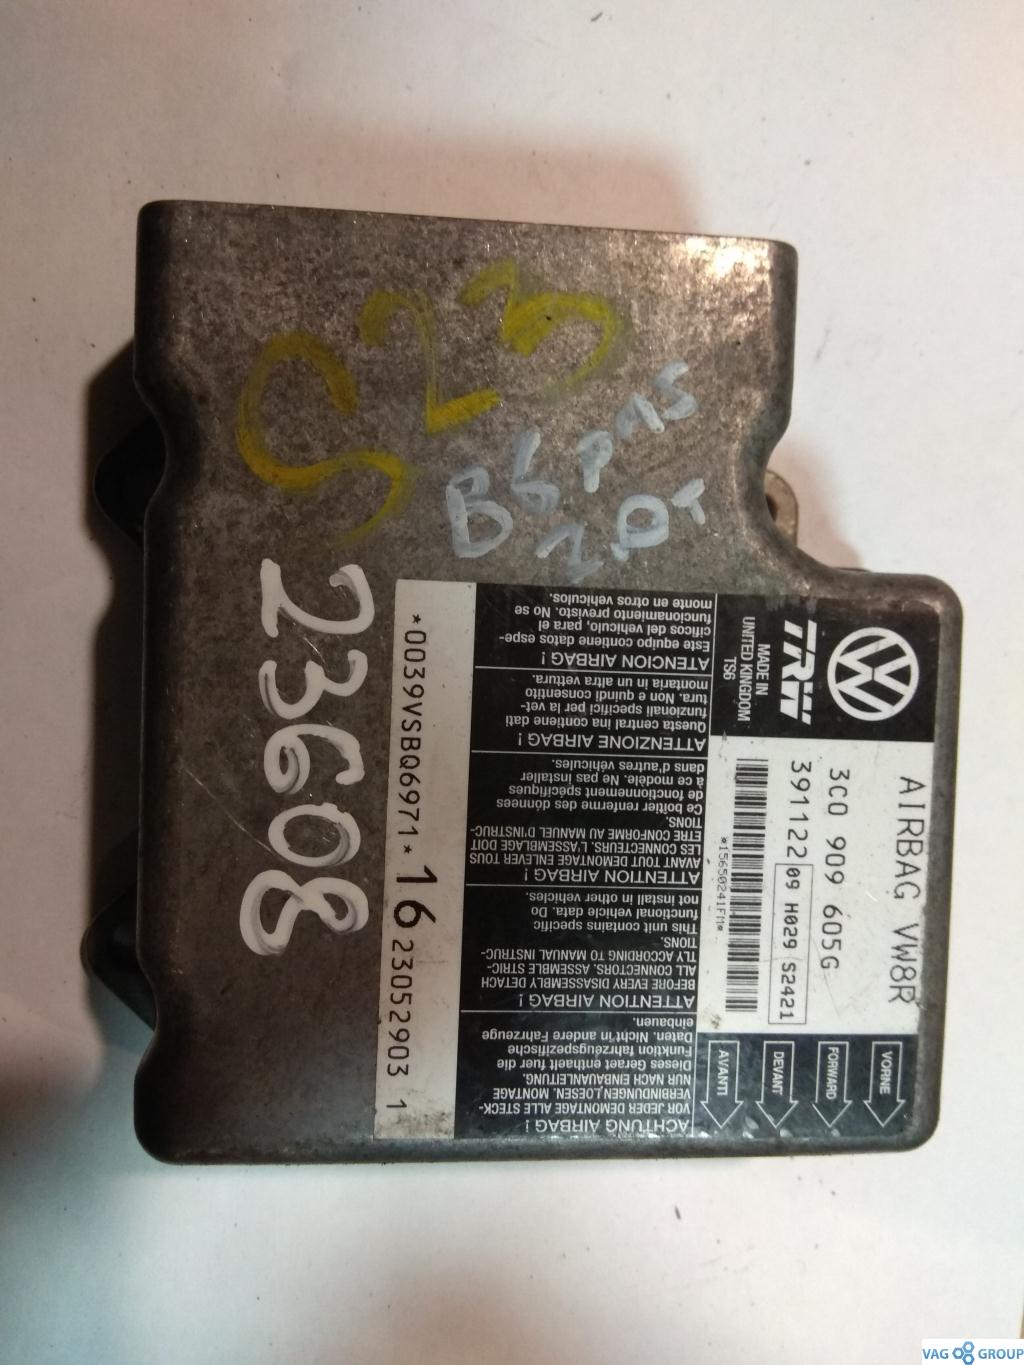 S23
B6 pas
2.0T
23608
AIRBAG VW8R
3C0 909 605G
3911122 09 H029 S2421
*15650241FM*
TRW
MADE IN
UNITED KINGDOM
TS6
VORNE
FORWARD
DEVANT
AVANTI
ATENCION AIRBAG !
Este equipo contiene datos espe-
cificos del vehiculo, para el
funcionamiento previsto. No se
monte en otros vehiculos.
ATTENZIONE AIRBAG !
Questa central ina contiene dati
funzionali specifici per la vet-
tura. Non e quindi consentito
montaria in un altra vettura.
ATTENTION AIRBAG !
AVANT TOUT DEMONTAGE ENLEVER TOUS
LES CONNECTEURS. L'ASSEMBLAGE DOIT
ETRE CONFORME AU MANUEL D'INSTRUC-
TIONS.
Ce boîtier renferme des données
de fonctionnement spécifiques
à ce modèle. Ne pas installer
dans d'autres véhicules.
ATTENTION AIRBAG !
BEFORE EVERY DISASSEMBLY DETACH
ALL CONNECTORS. ASSEMBLE STRIC-
TLY ACCORDING TO MANUAL INSTRUC-
TIONS.
This unit contains specific
functional vehicle data. Do
not install in other vehicles.
ACHTUNG AIRBAG !
VOR JEDER DEMONTAGE ALLE STECK-
VERBINDUNGEN LOESEN. MONTAGE
NUR NACH EINBAUANLEITUNG.
Dieses Geraet enthaelt fuer die
Funktion fahrzeugspezifische
Daten. Nicht in andere Fahrzeuge
einbauen.
*0039VSBQ6971* 16 23052903 1
VAG GROUP